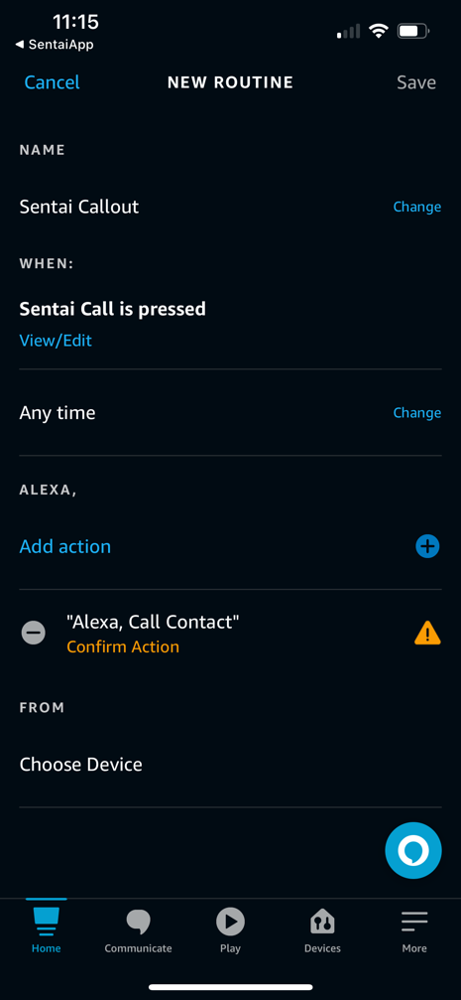 11:15
◀ SentaiApp
Cancel
NEW ROUTINE
Save
NAME
Sentai Callout
Change
WHEN:
Sentai Call is pressed
View/Edit
Any time
Change
ALEXA,
Add action
"Alexa, Call Contact"
Confirm Action
FROM
Choose Device
Home
Communicate
Play
Devices
More